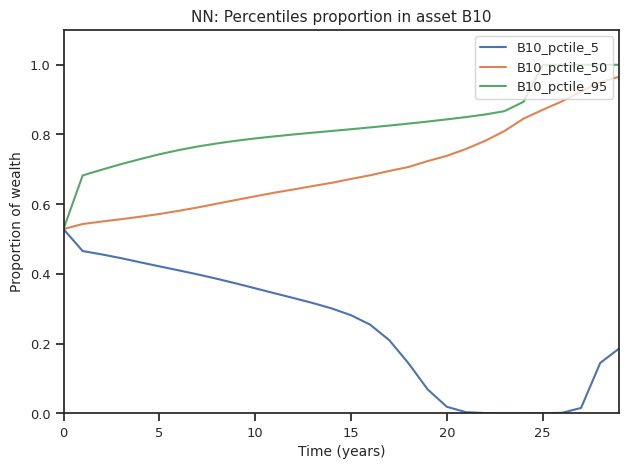 NN: Percentiles proportion in asset B10
B10_pctile_5
B10_pctile_50
B10_pctile_95
Proportion of wealth
1.0
0.8
0.6
0.4
0.2
0.0
0 5 10 15 20 25
Time (years)